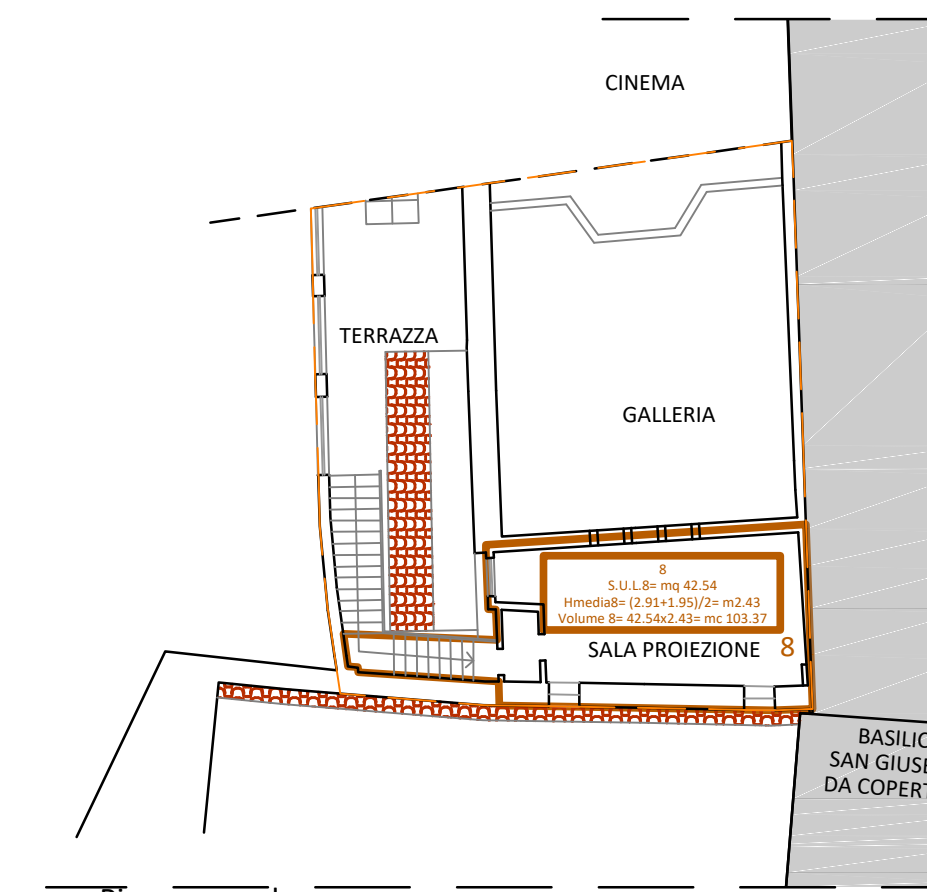 CINEMA
TERRAZZA
GALLERIA
8
S.U.L.8= mq 42.54
Hmedia8= (2.91+1.95)/2= m2.43
Volume 8= 42.54x2.43= mc 103.37
SALA PROIEZIONE 8
BASILIC
SAN GIUSE
DA COPERT